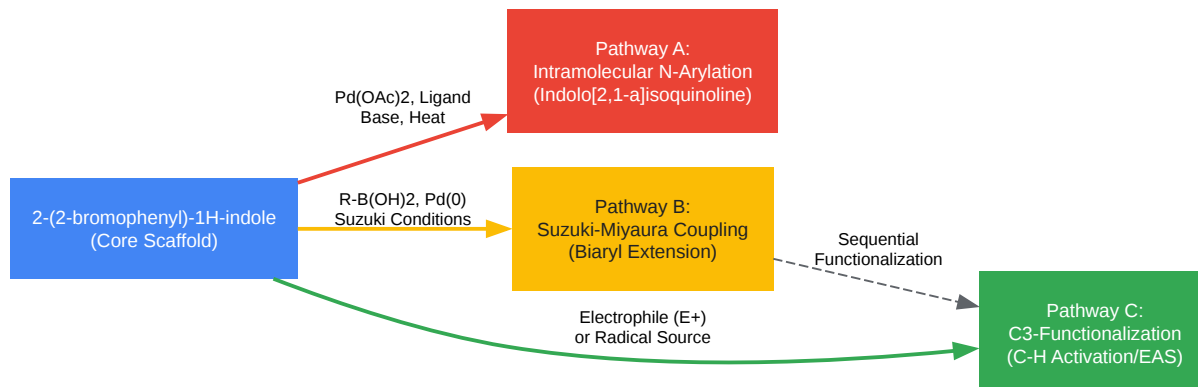 Pathway A:
Intramolecular N-Arylation
(Indolo[2,1-a]isoquinoline)
Pd(OAc)2, Ligand
Base, Heat
2-(2-bromophenyl)-1H-indole
(Core Scaffold)
R-B(OH)2, Pd(0)
Suzuki Conditions
Pathway B:
Suzuki-Miyaura Coupling
(Biaryl Extension)
Sequential
Functionalization
Electrophile (E+)
or Radical Source
Pathway C:
C3-Functionalization
(C-H Activation/EAS)